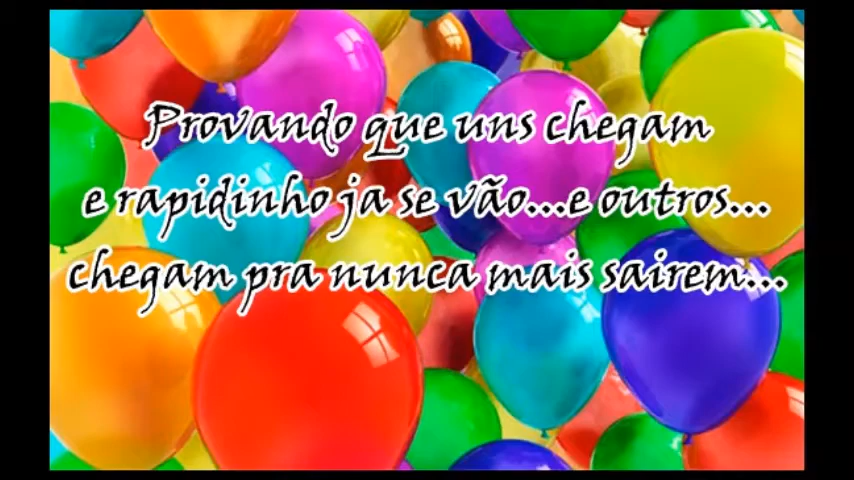 Provando que uns chegam
e rapidinho ja se vão...e outros...
chegam pra nunca mais sairem...